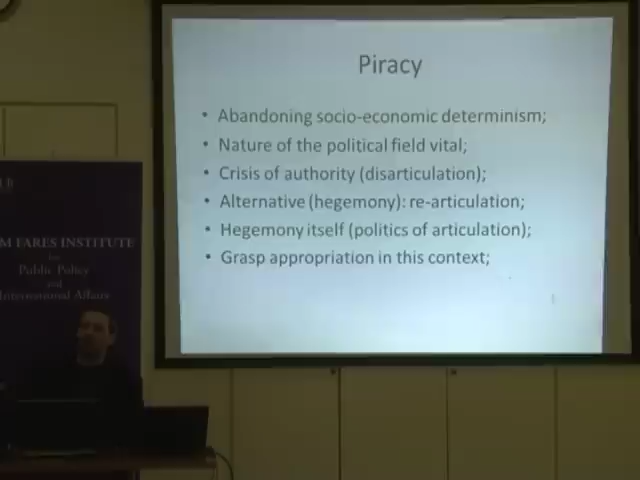 Piracy
• Abandoning socio-economic determinism;
• Nature of the political field vital;
• Crisis of authority (disarticulation);
• Alternative (hegemony): re-articulation;
• Hegemony itself (politics of articulation);
• Grasp appropriation in this context;
M FARES INSTITUTE
for
Public Policy
and
International Affairs